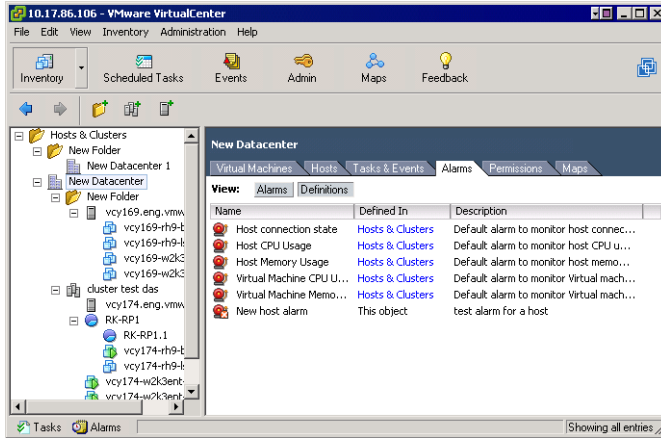 10.17.86.106 - VMware VirtualCenter
File Edit View Inventory Administration Help
Inventory Scheduled Tasks Events Admin Maps Feedback
Hosts & Clusters
New Folder
New Datacenter 1
New Datacenter
New Folder
vcy169.eng.vmw
vcy169-rh9-b
vcy169-rh9-ls
vcy169-w2k3
vcy169-w2k3
cluster test das
vcy174.eng.vmw
RK-RP1
RK-RP1.1
vcy174-rh9-b
vcy174-rh9-ls
vcy174-w2k3ent-
vcy174-w2k3ent-
New Datacenter
Virtual Machines Hosts Tasks & Events Alarms Permissions Maps
View: Alarms Definitions
Name Defined In Description
Host connection state Hosts & Clusters Default alarm to monitor host connec...
Host CPU Usage Hosts & Clusters Default alarm to monitor host CPU u...
Host Memory Usage Hosts & Clusters Default alarm to monitor host memo...
Virtual Machine CPU U... Hosts & Clusters Default alarm to monitor Virtual mach...
Virtual Machine Memo... Hosts & Clusters Default alarm to monitor Virtual mach...
New host alarm This object test alarm for a host
Tasks Alarms Showing all entries